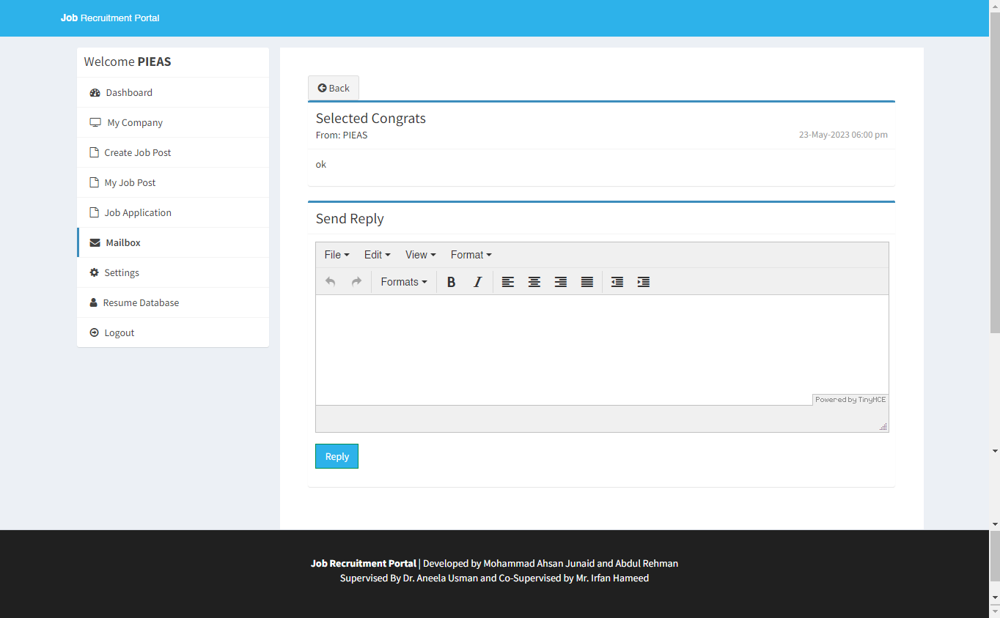 Job Recruitment Portal
Welcome PIEAS
Dashboard
My Company
Create Job Post
My Job Post
Job Application
Mailbox
Settings
Resume Database
Logout
Back
Selected Congrats
From: PIEAS
23-May-2023 06:00 pm
ok
Send Reply
File Edit View Format
Formats B I
Powered by TinyMCE
Reply
Job Recruitment Portal | Developed by Mohammad Ahsan Junaid and Abdul Rehman
Supervised By Dr. Aneela Usman and Co-Supervised by Mr. Irfan Hameed